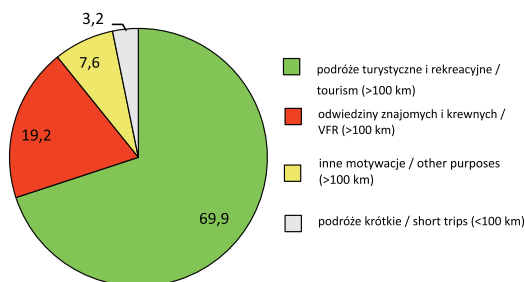 3,2
7,6
19,2
69,9
podróże turystyczne i rekreacyjne /
tourism (>100 km)
odwiedziny znajomych i krewnych /
VFR (>100 km)
inne motywacje / other purposes
(>100 km)
podróże krótkie / short trips (<100 km)